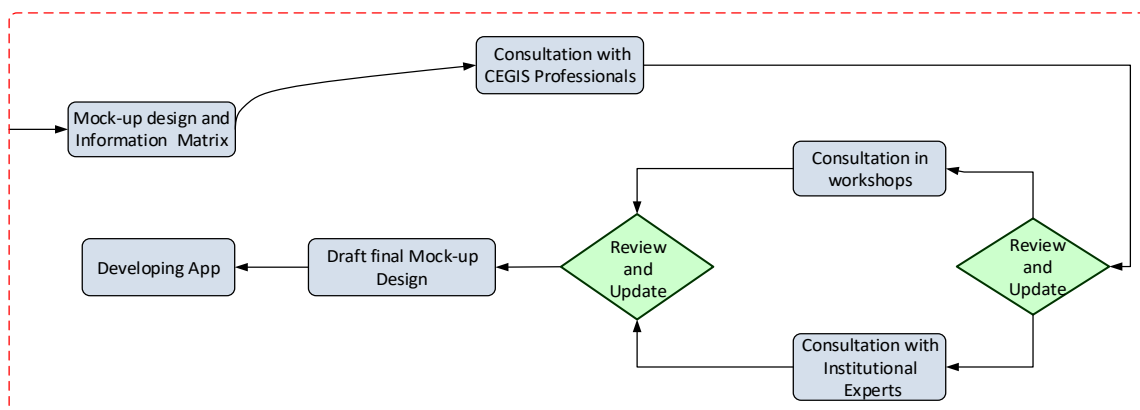 Mock-up design and
Information Matrix
Consultation with
CEGIS Professionals
Consultation in
workshops
Review
and
Update
Consultation with
Institutional
Experts
Review
and
Update
Draft final Mock-up
Design
Developing App